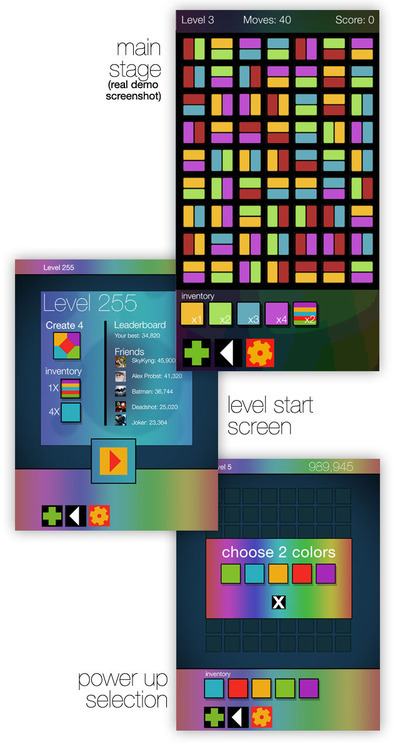 main
stage
(real demo
screenshot)
Level 3 Moves: 40 Score: 0
inventory
x1 x2 x3 x4 x2
Level 255
Level 255
Create 4
inventory
1X
4X
Leaderboard
Your best: 34,820
Friends
SkyKyng: 45,900
Alex Probst: 41,320
Batman: 36,744
Deadshot: 25,020
Joker: 23,364
level start
screen
vel 5 989,945
choose 2 colors
X
inventory
power up
selection